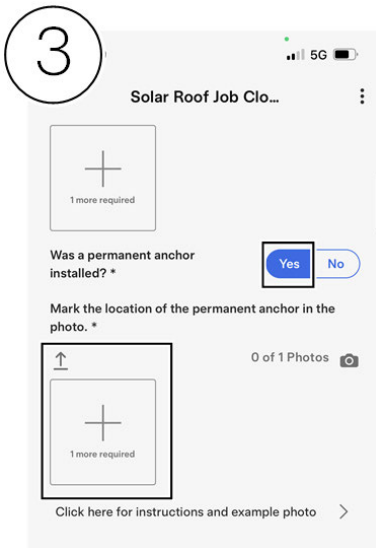 3
5G
Solar Roof Job Clo...
1 more required
Was a permanent anchor
installed? *
Yes
No
Mark the location of the permanent anchor in the
photo. *
0 of 1 Photos
1 more required
Click here for instructions and example photo